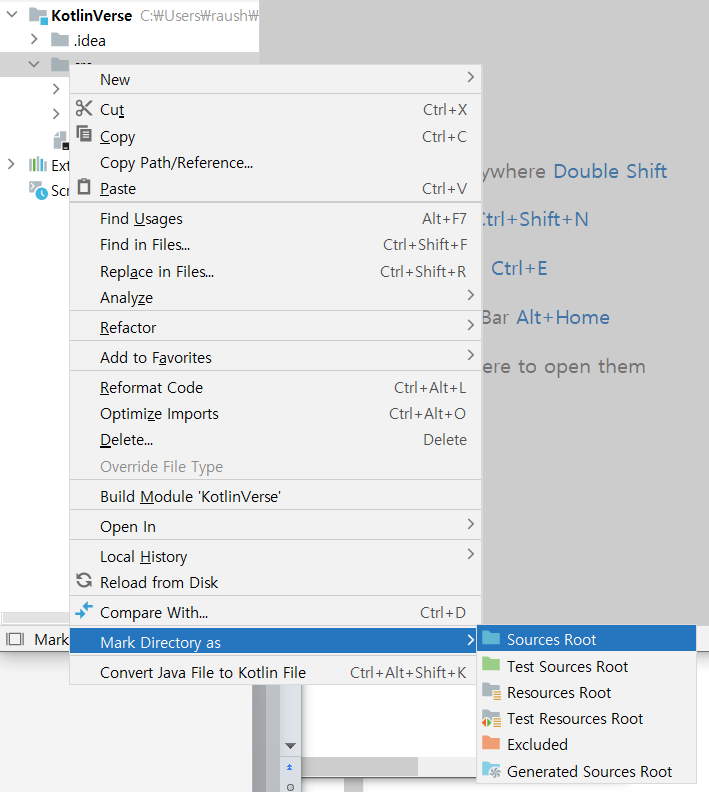 KotlinVerse C:₩Users₩raush₩
.idea
New
Cut Ctrl+X
Copy Ctrl+C
Copy Path/Reference...
Ext
Paste Ctrl+V
Scr
ywhere Double Shift
Find Usages Alt+F7
Ctrl+Shift+N
Find in Files... Ctrl+Shift+F
Replace in Files... Ctrl+Shift+R
Ctrl+E
Analyze
Bar Alt+Home
Refactor
Add to Favorites
ere to open them
Reformat Code Ctrl+Alt+L
Optimize Imports Ctrl+Alt+O
Delete... Delete
Override File Type
Build Module 'KotlinVerse'
Open In
Local History
Reload from Disk
Compare With... Ctrl+D
Mark
Mark Directory as
Sources Root
Convert Java File to Kotlin File Ctrl+Alt+Shift+K
Test Sources Root
Resources Root
Test Resources Root
Excluded
Generated Sources Root